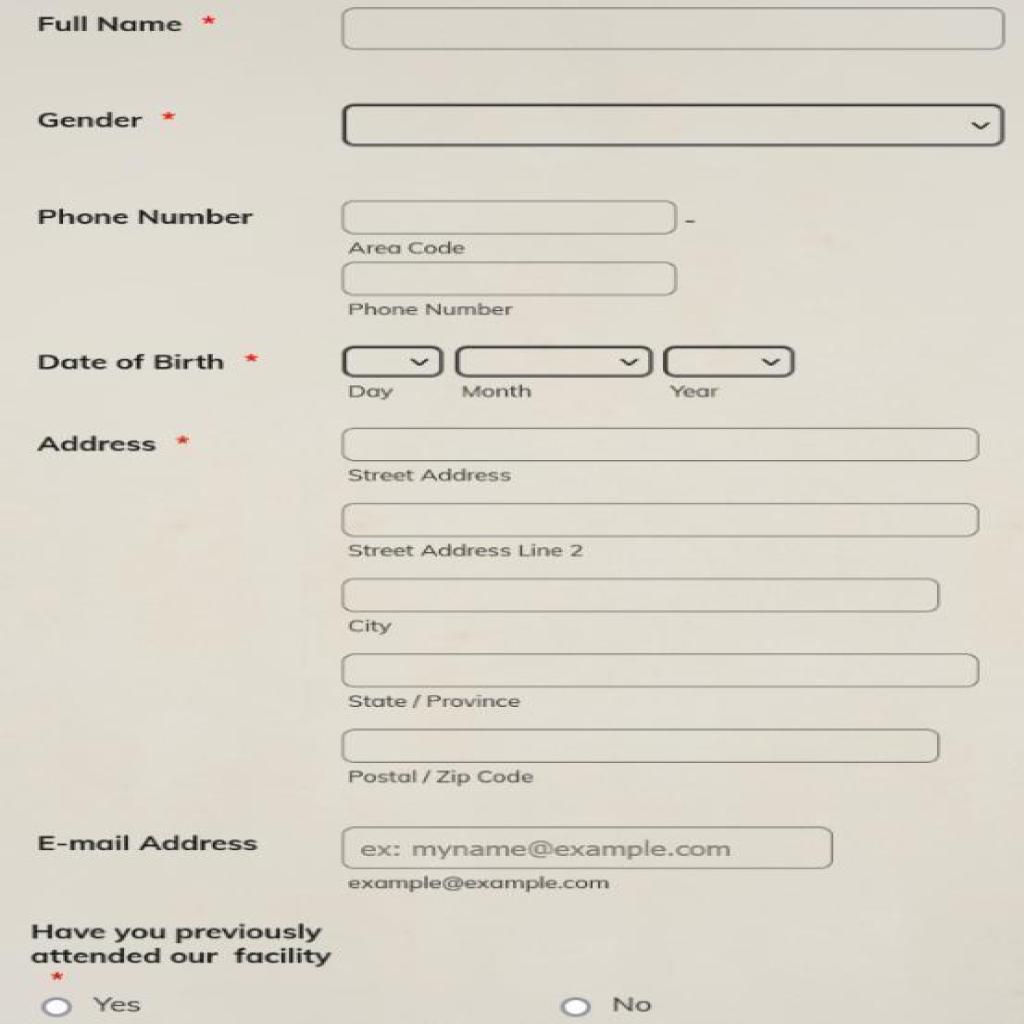 Full Name *
Gender *
Phone Number
-
Area Code
Phone Number
Date of Birth *
Day Month Year
Address *
Street Address
Street Address Line 2
City
State / Province
Postal / Zip Code
E-mail Address
ex: myname@example.com
example@example.com
Have you previously
attended our facility
*
Yes No